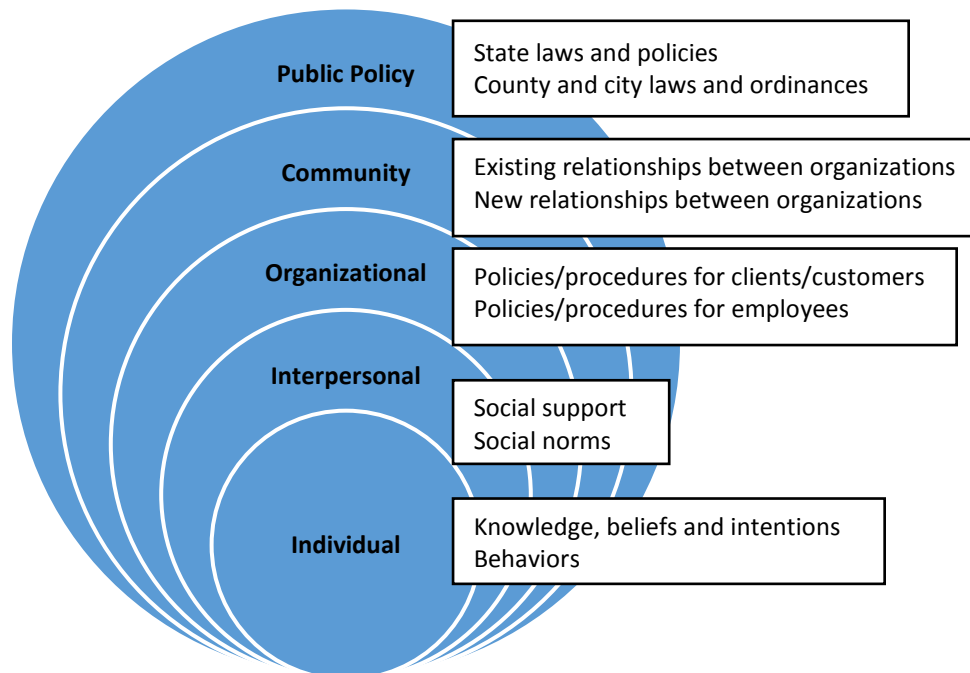 Public Policy
State laws and policies
County and city laws and ordinances
Community
Existing relationships between organizations
New relationships between organizations
Organizational
Policies/procedures for clients/customers
Policies/procedures for employees
Interpersonal
Social support
Social norms
Individual
Knowledge, beliefs and intentions
Behaviors